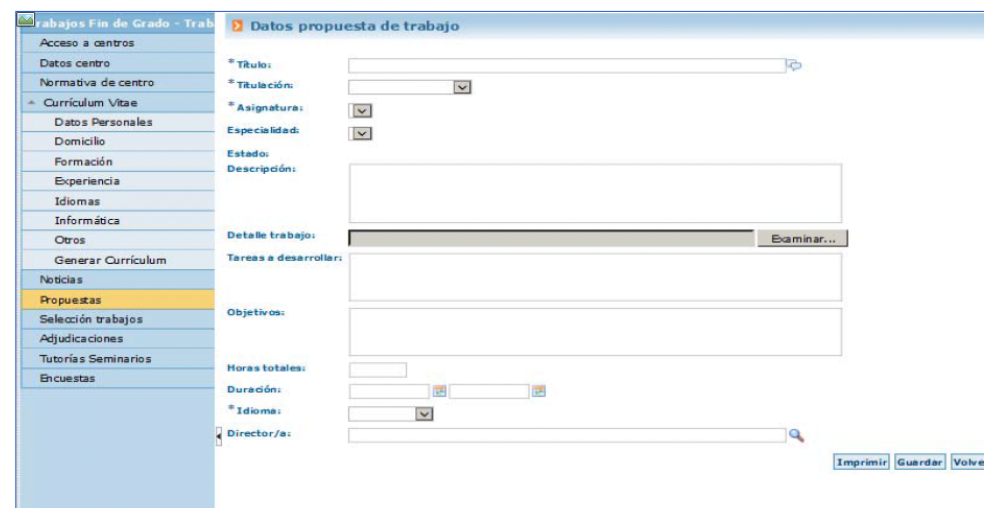 rabajos Fin de Grado - Trab
Acceso a centros
Datos centro
Normativa de centro
Currículum Vitae
Datos Personales
Domicilio
Formación
Experiencia
Idiomas
Informática
Otros
Generar Currículum
Noticias
Propuestas
Selección trabajos
Adjudicaciones
Tutorías Seminarios
Encuestas
Datos propuesta de trabajo
* Título:
* Titulación:
* Asignatura:
Especialidad:
Estado:
Descripción:
Detalle trabajo:
Examinar...
Tareas a desarrollar:
Objetivos:
Horas totales:
Duración:
* Idioma:
Director/a:
Imprimir Guardar Volve